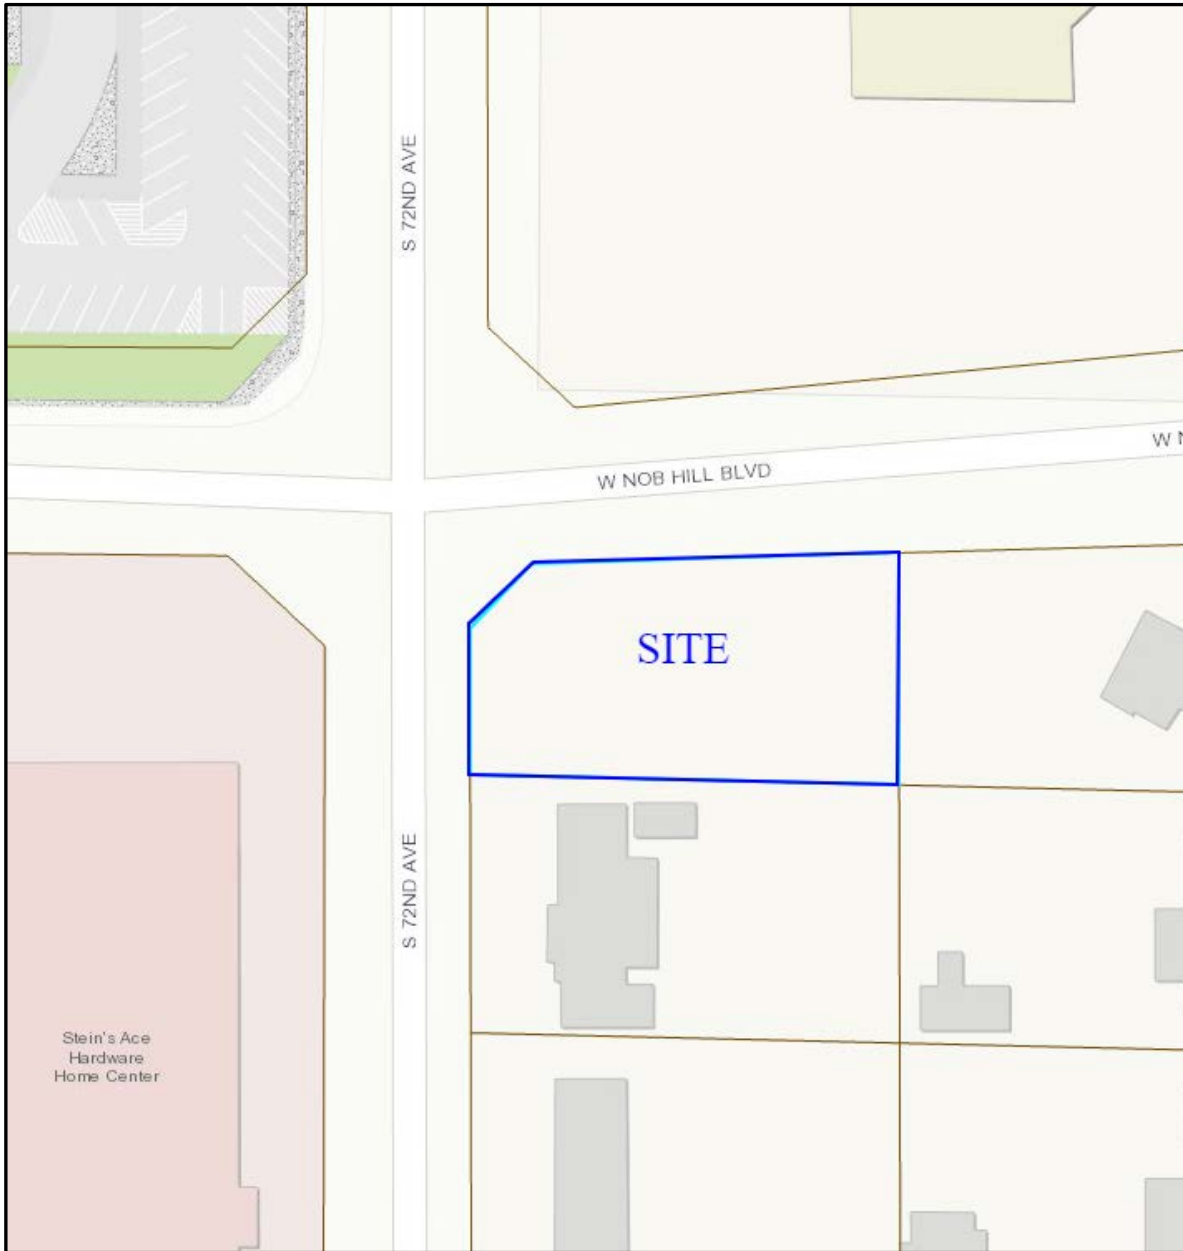 S 72ND AVE
W N
W NOB HILL BLVD
SITE
S 72ND AVE
Stein's Ace
Hardware
Home Center